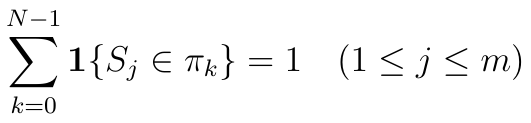 \sum_{k=0}^{N-1} \mathbf{1}\{S_j \in \pi_k\} = 1 \quad (1 \leq j \leq m)